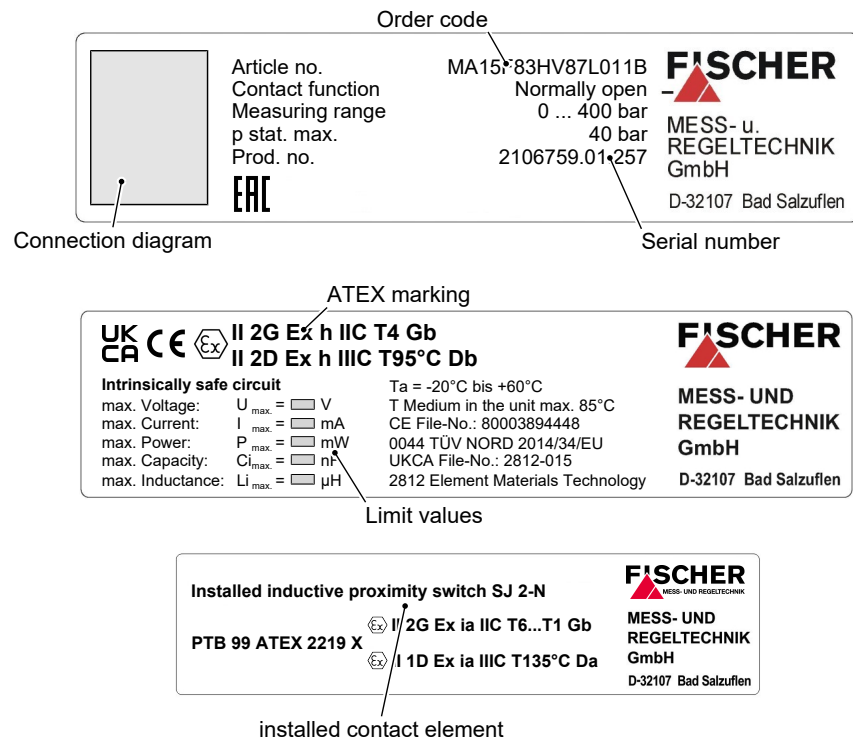 Order code
Article no. MA15F83HV87L011B
Contact function Normally open
Measuring range 0 ... 400 bar
p stat. max. 40 bar
Prod. no. 2106759.01.257
EAC
FISCHER
MESS- u.
REGELTECHNIK
GmbH
D-32107 Bad Salzuflen
Connection diagram
Serial number
ATEX marking
UK
CA CE Ex II 2G Ex h IIC T4 Gb
II 2D Ex h IIIC T95°C Db
Intrinsically safe circuit Ta = -20°C bis +60°C
max. Voltage: U max. = V T Medium in the unit max. 85°C
max. Current: I max. = mA CE File-No.: 80003894448
max. Power: P max. = mW 0044 TÜV NORD 2014/34/EU
max. Capacity: Ci max. = nF UKCA File-No.: 2812-015
max. Inductance: Li max. = µH 2812 Element Materials Technology
FISCHER
MESS- UND
REGELTECHNIK
GmbH
D-32107 Bad Salzuflen
Limit values
Installed inductive proximity switch SJ 2-N
PTB 99 ATEX 2219 X
Ex II 2G Ex ia IIC T6...T1 Gb
Ex II 1D Ex ia IIIC T135°C Da
FISCHER
MESS- UND REGELTECHNIK
MESS- UND
REGELTECHNIK
GmbH
D-32107 Bad Salzuflen
installed contact element